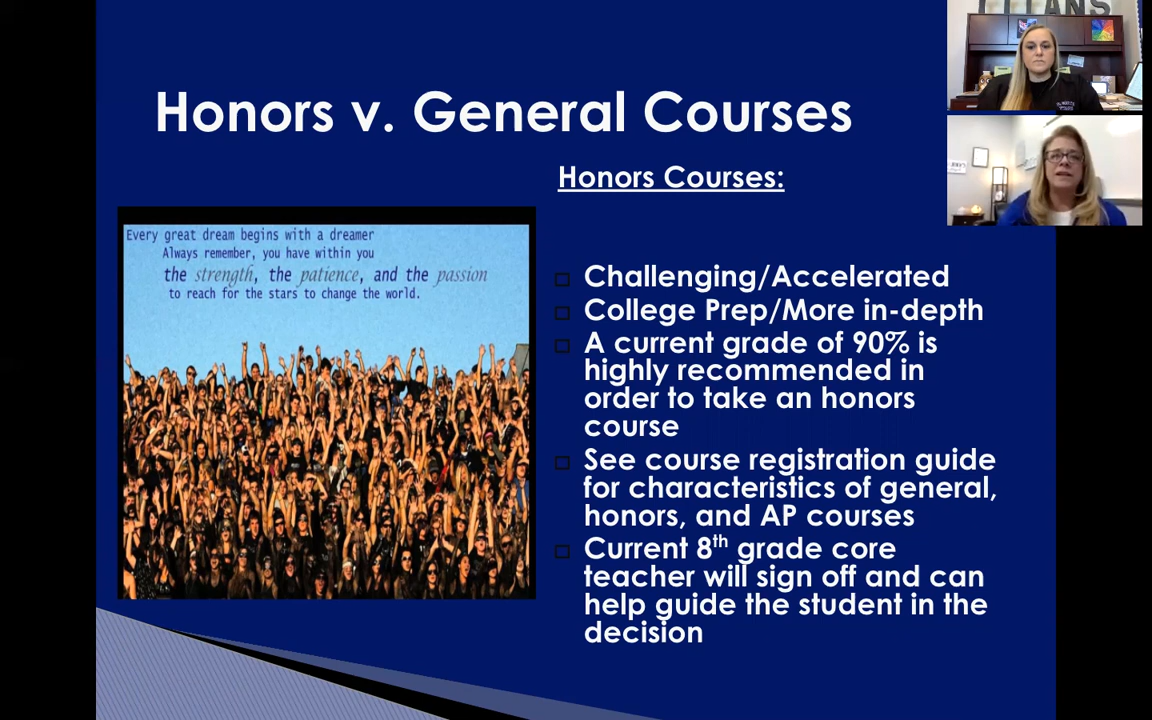 TITANS
Honors v. General Courses
Honors Courses:
Every great dream begins with a dreamer
Always remember, you have within you
the strength, the patience, and the passion
to reach for the stars to change the world.
Challenging/Accelerated
College Prep/More in-depth
A current grade of 90% is
highly recommended in
order to take an honors
course
See course registration guide
for characteristics of general,
honors, and AP courses
Current 8th grade core
teacher will sign off and can
help guide the student in the
decision